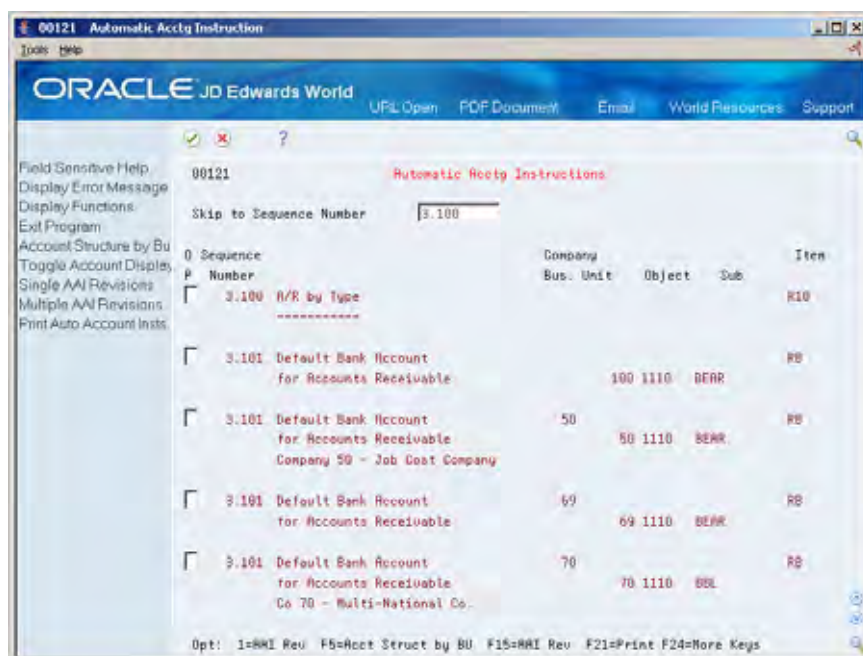 00121 Automatic Acctg Instruction
Tools Help
ORACLE JD Edwards World
URL Open PDF Document Email World Resources Support
?
Field Sensitive Help
Display Error Message
Display Functions
Exit Program
Account Structure by Bu
Toggle Account Display
Single AAI Revisions
Multiple AAI Revisions
Print Auto Account Insts
00121 Automatic Acctg Instructions
Skip to Sequence Number 3.100
O Sequence Company Item
P Number Bus. Unit Object Sub
3.100 A/R by Type R10
-----------
3.101 Default Bank Account RB
for Accounts Receivable 100 1110 BEAR
3.101 Default Bank Account 50 RB
for Accounts Receivable 50 1110 BEAR
Company 50 - Job Cost Company
3.101 Default Bank Account 69 RB
for Accounts Receivable 69 1110 BEAR
3.101 Default Bank Account 70 RB
for Accounts Receivable 70 1110 BBL
Co 70 - Multi-National Co.
Opt: 1=AAI Rev F5=Acct Struct by BU F15=AAI Rev F21=Print F24=More Keys